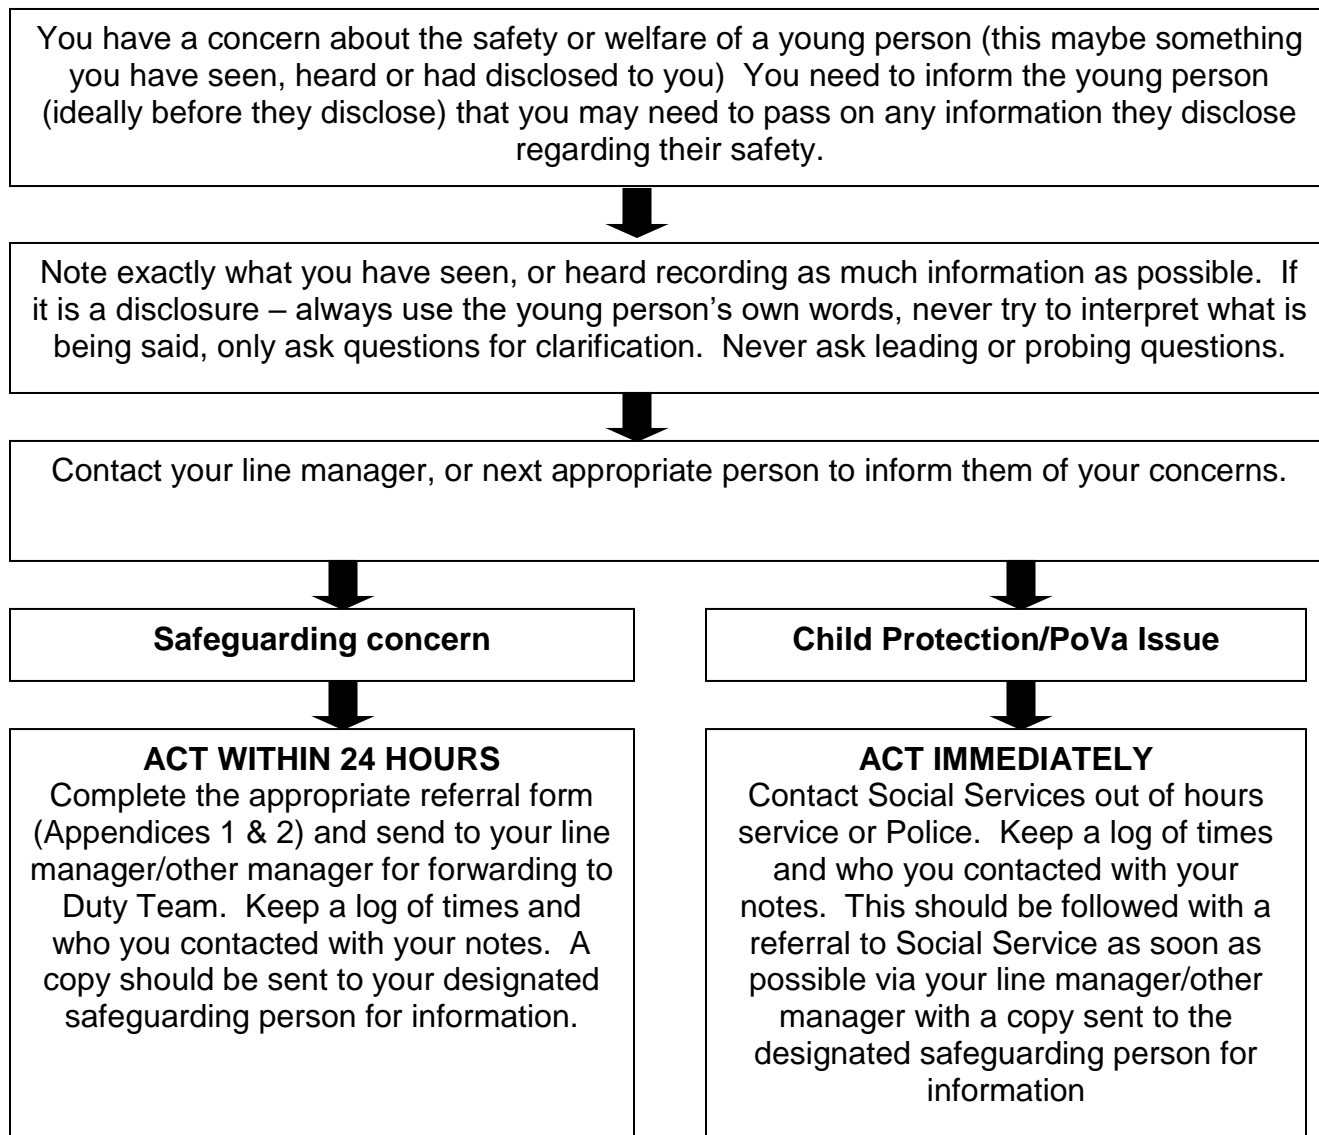 You have a concern about the safety or welfare of a young person (this maybe something
you have seen, heard or had disclosed to you)  You need to inform the young person
(ideally before they disclose) that you may need to pass on any information they disclose
regarding their safety.
Note exactly what you have seen, or heard recording as much information as possible.  If
it is a disclosure – always use the young person’s own words, never try to interpret what is
being said, only ask questions for clarification.  Never ask leading or probing questions.
Contact your line manager, or next appropriate person to inform them of your concerns.
Safeguarding concern
ACT WITHIN 24 HOURS
Complete the appropriate referral form
(Appendices 1 & 2) and send to your line
manager/other manager for forwarding to
Duty Team.  Keep a log of times and
who you contacted with your notes.  A
copy should be sent to your designated
safeguarding person for information.
Child Protection/PoVa Issue
ACT IMMEDIATELY
Contact Social Services out of hours
service or Police.  Keep a log of times
and who you contacted with your
notes.  This should be followed with a
referral to Social Service as soon as
possible via your line manager/other
manager with a copy sent to the
designated safeguarding person for
information